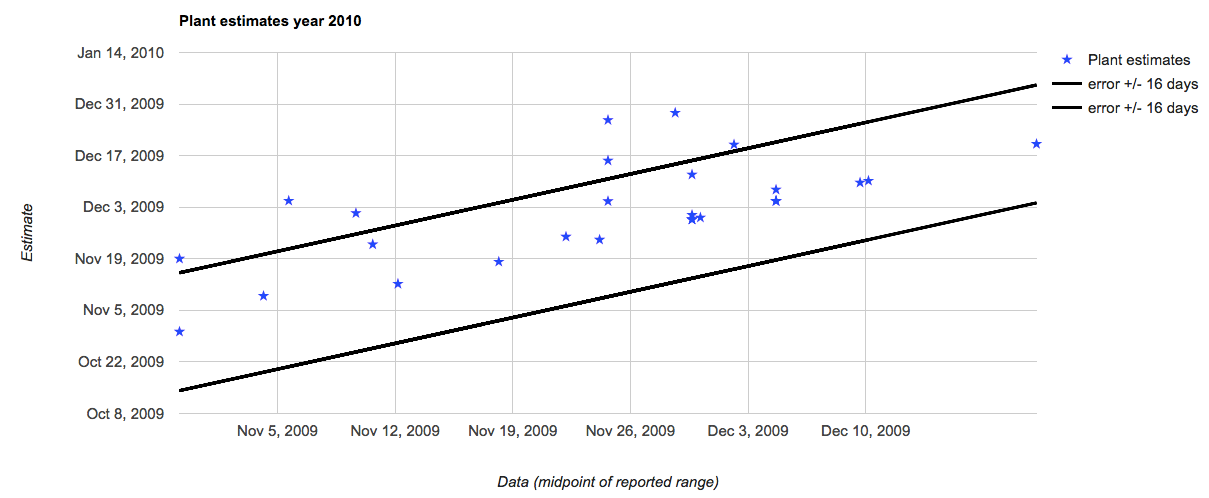 Plant estimates year 2010
Jan 14, 2010
Dec 31, 2009
Dec 17, 2009
Dec 3, 2009
Nov 19, 2009
Nov 5, 2009
Oct 22, 2009
Oct 8, 2009
Estimate
Plant estimates
error +/- 16 days
error +/- 16 days
Nov 5, 2009
Nov 12, 2009
Nov 19, 2009
Nov 26, 2009
Dec 3, 2009
Dec 10, 2009
Data (midpoint of reported range)